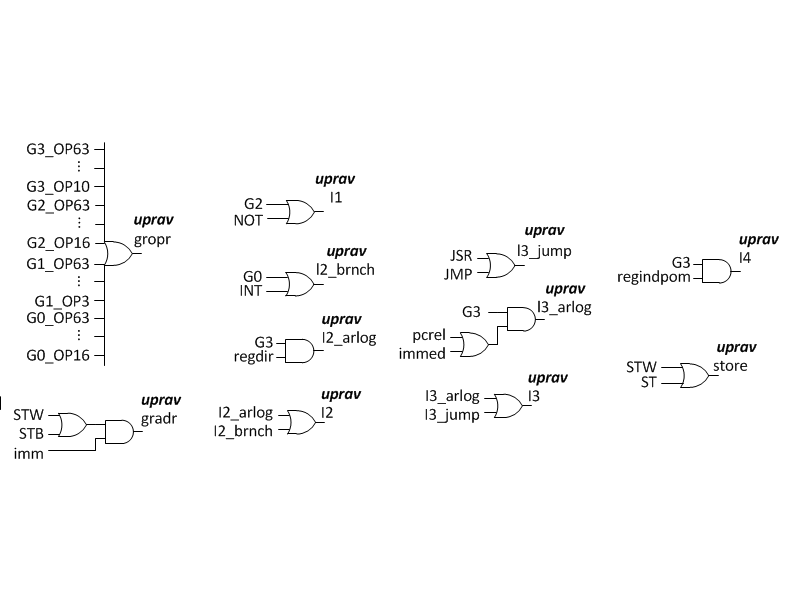 G3_OP63
⋮
G3_OP10
G2_OP63
⋮
G2_OP16
G1_OP63
⋮
G1_OP3
G0_OP63
⋮
G0_OP16
uprav
gropr
STW
STB
imm
uprav
gradr
G2
NOT
uprav
I1
G0
INT
uprav
I2_brnch
G3
regdir
uprav
I2_arlog
I2_arlog
I2_brnch
uprav
I2
JSR
JMP
uprav
I3_jump
G3
pcrel
immed
uprav
I3_arlog
I3_arlog
I3_jump
uprav
I3
G3
regindpom
uprav
I4
STW
ST
uprav
store